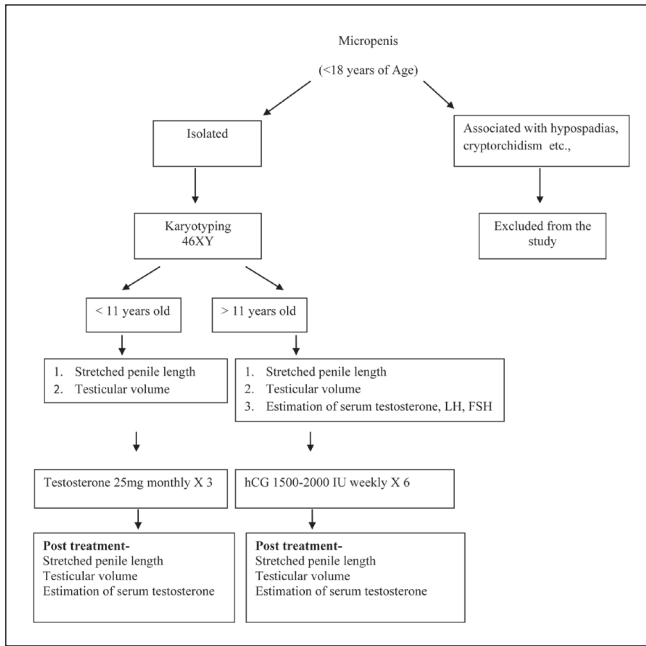 Micropenis
(<18 years of Age)
Isolated
Associated with hypospadias,
cryptorchidism etc.,
Karyotyping
46XY
Excluded from the
study
< 11 years old
> 11 years old
1. Stretched penile length
2. Testicular volume
1. Stretched penile length
2. Testicular volume
3. Estimation of serum testosterone, LH, FSH
Testosterone 25mg monthly X 3
hCG 1500-2000 IU weekly X 6
Post treatment-
Stretched penile length
Testicular volume
Estimation of serum testosterone
Post treatment-
Stretched penile length
Testicular volume
Estimation of serum testosterone